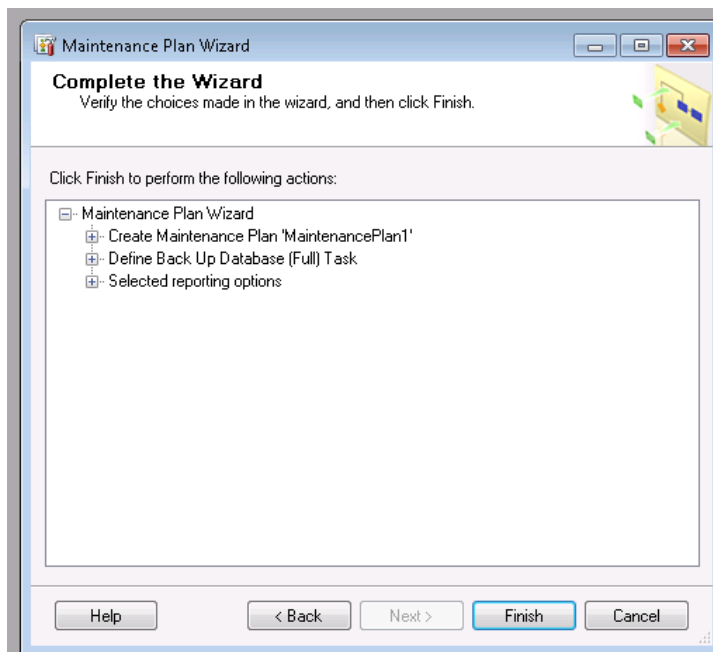 Maintenance Plan Wizard
Complete the Wizard
Verify the choices made in the wizard, and then click Finish.
Click Finish to perform the following actions:
Maintenance Plan Wizard
Create Maintenance Plan 'MaintenancePlan1'
Define Back Up Database (Full) Task
Selected reporting options
Help < Back Next > Finish Cancel